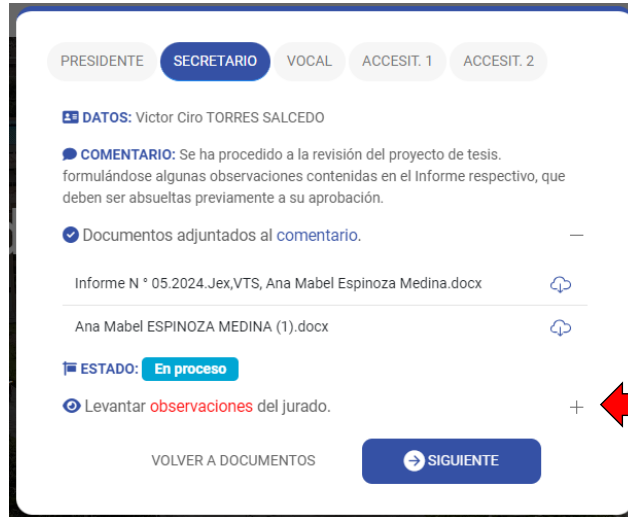 PRESIDENTE SECRETARIO VOCAL ACCESIT. 1 ACCESIT. 2
DATOS: Victor Ciro TORRES SALCEDO
COMENTARIO: Se ha procedido a la revisión del proyecto de tesis.
formulándose algunas observaciones contenidas en el Informe respectivo, que
deben ser absueltas previamente a su aprobación.
Documentos adjuntados al comentario.
Informe N ° 05.2024.Jex,VTS, Ana Mabel Espinoza Medina.docx
Ana Mabel ESPINOZA MEDINA (1).docx
ESTADO: En proceso
Levantar observaciones del jurado.
VOLVER A DOCUMENTOS SIGUIENTE